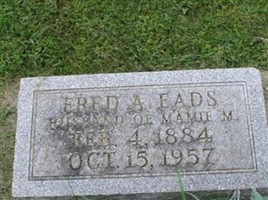 FRED A. EADS
HUSBAND OF MAMIE M.
FEB. 4, 1884
OCT. 15, 1957